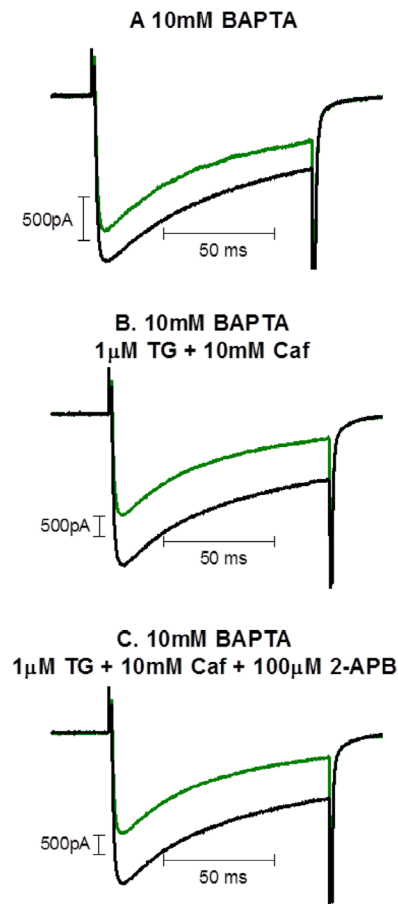 A 10mM BAPTA
500pA
50 ms
B. 10mM BAPTA
1μM TG + 10mM Caf
500pA
50 ms
C. 10mM BAPTA
1μM TG + 10mM Caf + 100μM 2-APB
500pA
50 ms